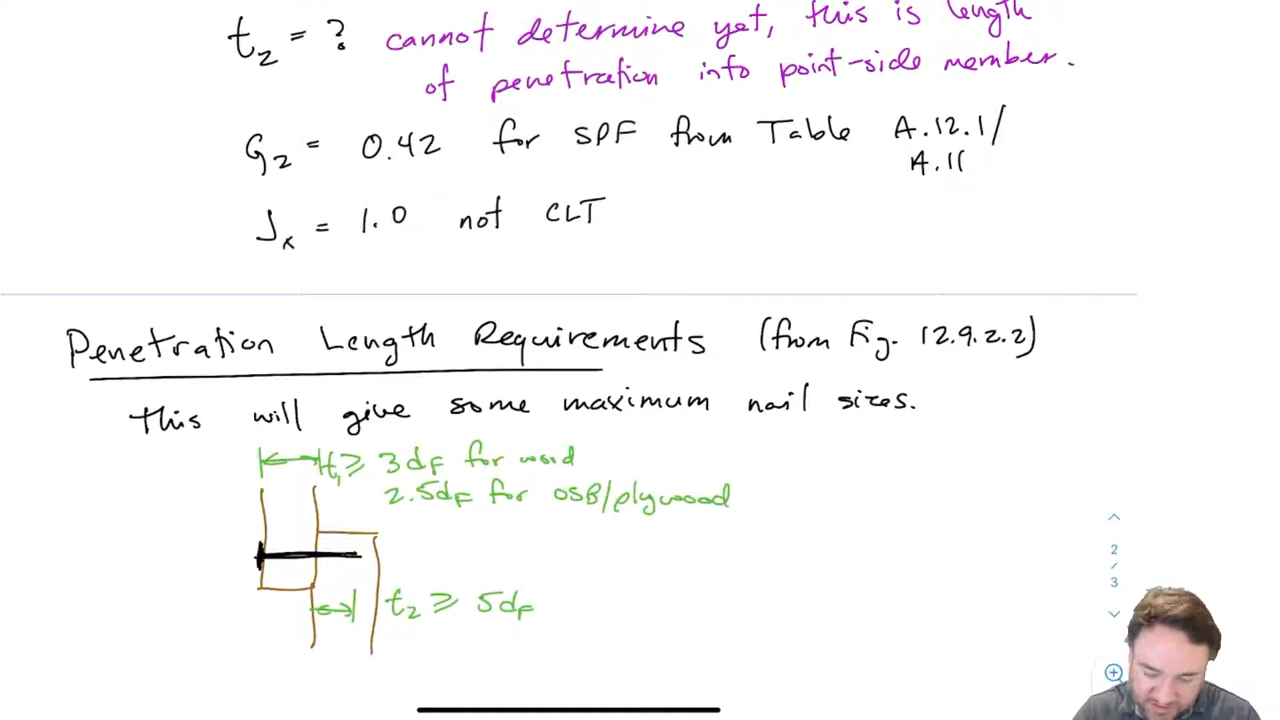 t₂ = ? cannot determine yet, this is length
of penetration into point-side member.
G₂ = 0.42 for SPF from Table A.12.1/
A.11
Jₓ = 1.0 not CLT
Penetration Length Requirements (from Fig. 12.9.2.2)
This will give some maximum nail sizes.
t₁ ≥ 3dF for wood
2.5dF for OSB/plywood
t₂ ≥ 5dF
2
/
3